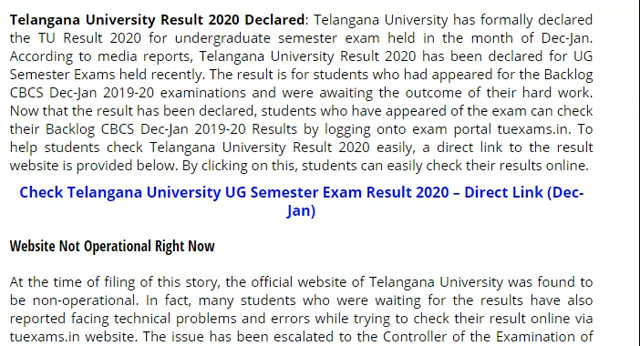 Telangana University Result 2020 Declared: Telangana University has formally declared
the TU Result 2020 for undergraduate semester exam held in the month of Dec-Jan.
According to media reports, Telangana University Result 2020 has been declared for UG
Semester Exams held recently. The result is for students who had appeared for the Backlog
CBCS Dec-Jan 2019-20 examinations and were awaiting the outcome of their hard work.
Now that the result has been declared, students who have appeared of the exam can check
their Backlog CBCS Dec-Jan 2019-20 Results by logging onto exam portal tuexams.in. To
help students check Telangana University Result 2020 easily, a direct link to the result
website is provided below. By clicking on this, students can easily check their results online.
Check Telangana University UG Semester Exam Result 2020 – Direct Link (Dec-
Jan)
Website Not Operational Right Now
At the time of filing of this story, the official website of Telangana University was found to
be non-operational. In fact, many students who were waiting for the results have also
reported facing technical problems and errors while trying to check their result online via
tuexams.in website. The issue has been escalated to the Controller of the Examination of